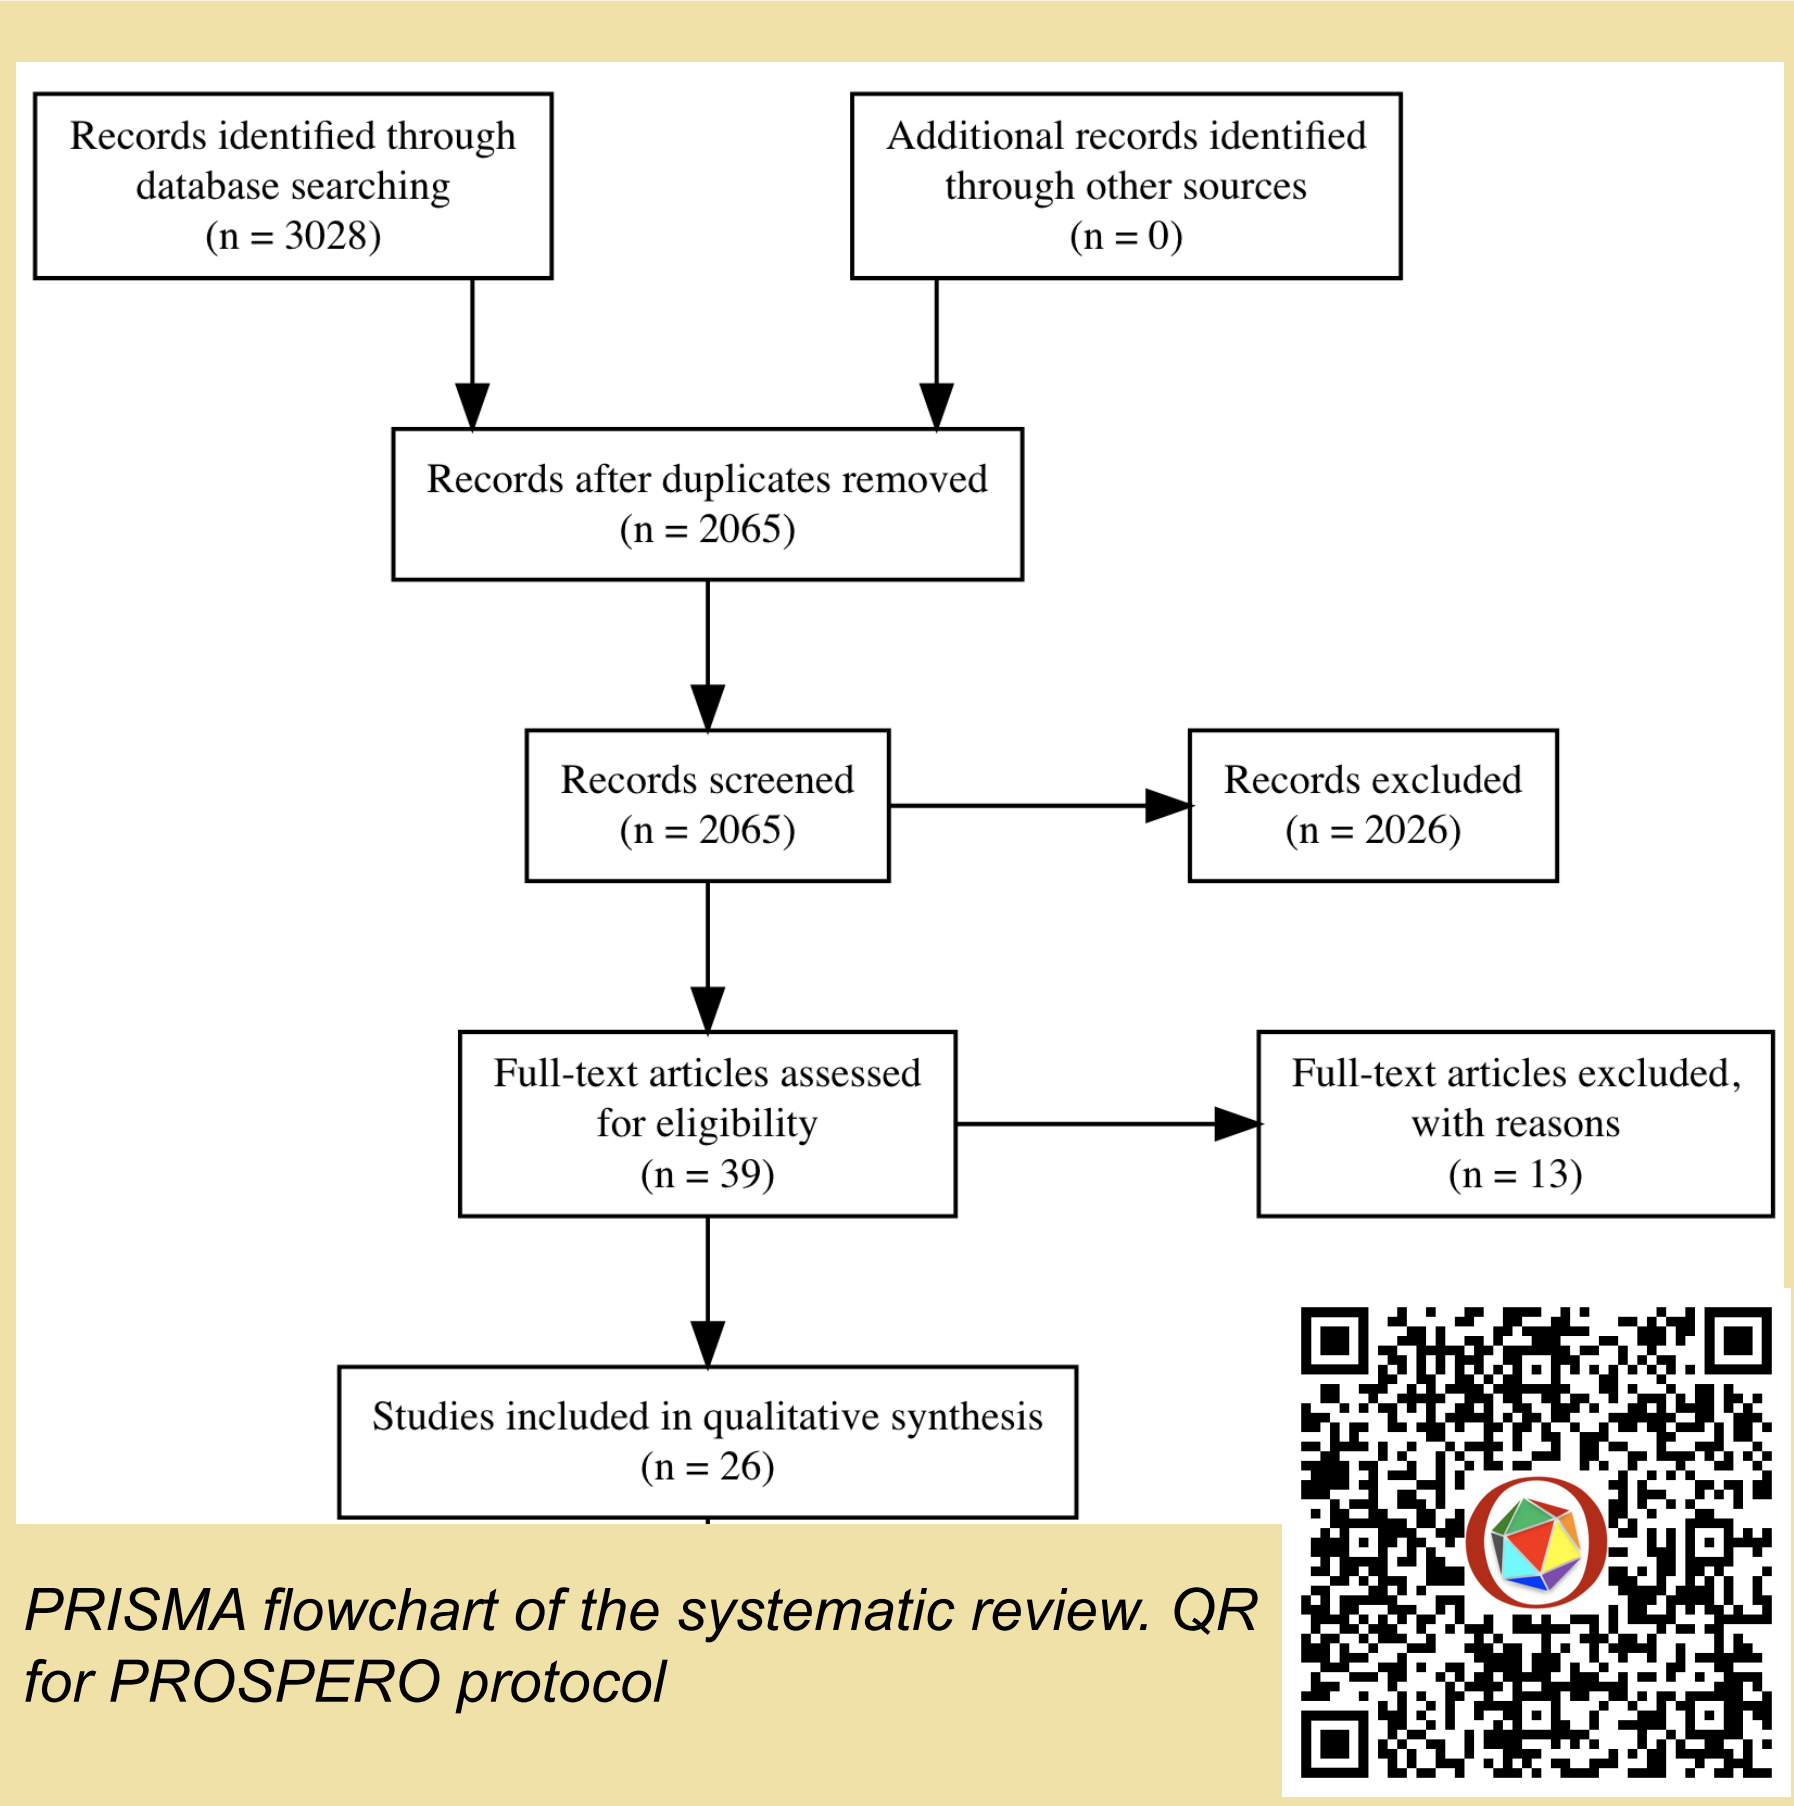 Records identified through
database searching
(n = 3028)
Additional records identified
through other sources
(n = 0)
Records after duplicates removed
(n = 2065)
Records screened
(n = 2065)
Records excluded
(n = 2026)
Full-text articles assessed
for eligibility
(n = 39)
Full-text articles excluded,
with reasons
(n = 13)
Studies included in qualitative synthesis
(n = 26)
PRISMA flowchart of the systematic review. QR
for PROSPERO protocol